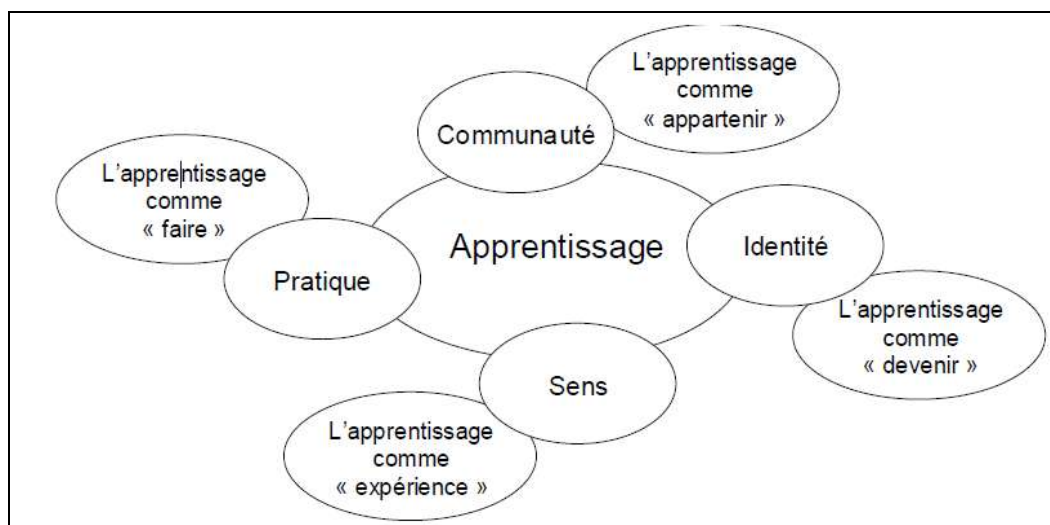 L'apprentissage
comme
« appartenir »
Communauté
L'apprentissage
comme
« faire »
Pratique
Apprentissage
Identité
L'apprentissage
comme
« devenir »
Sens
L'apprentissage
comme
« expérience »